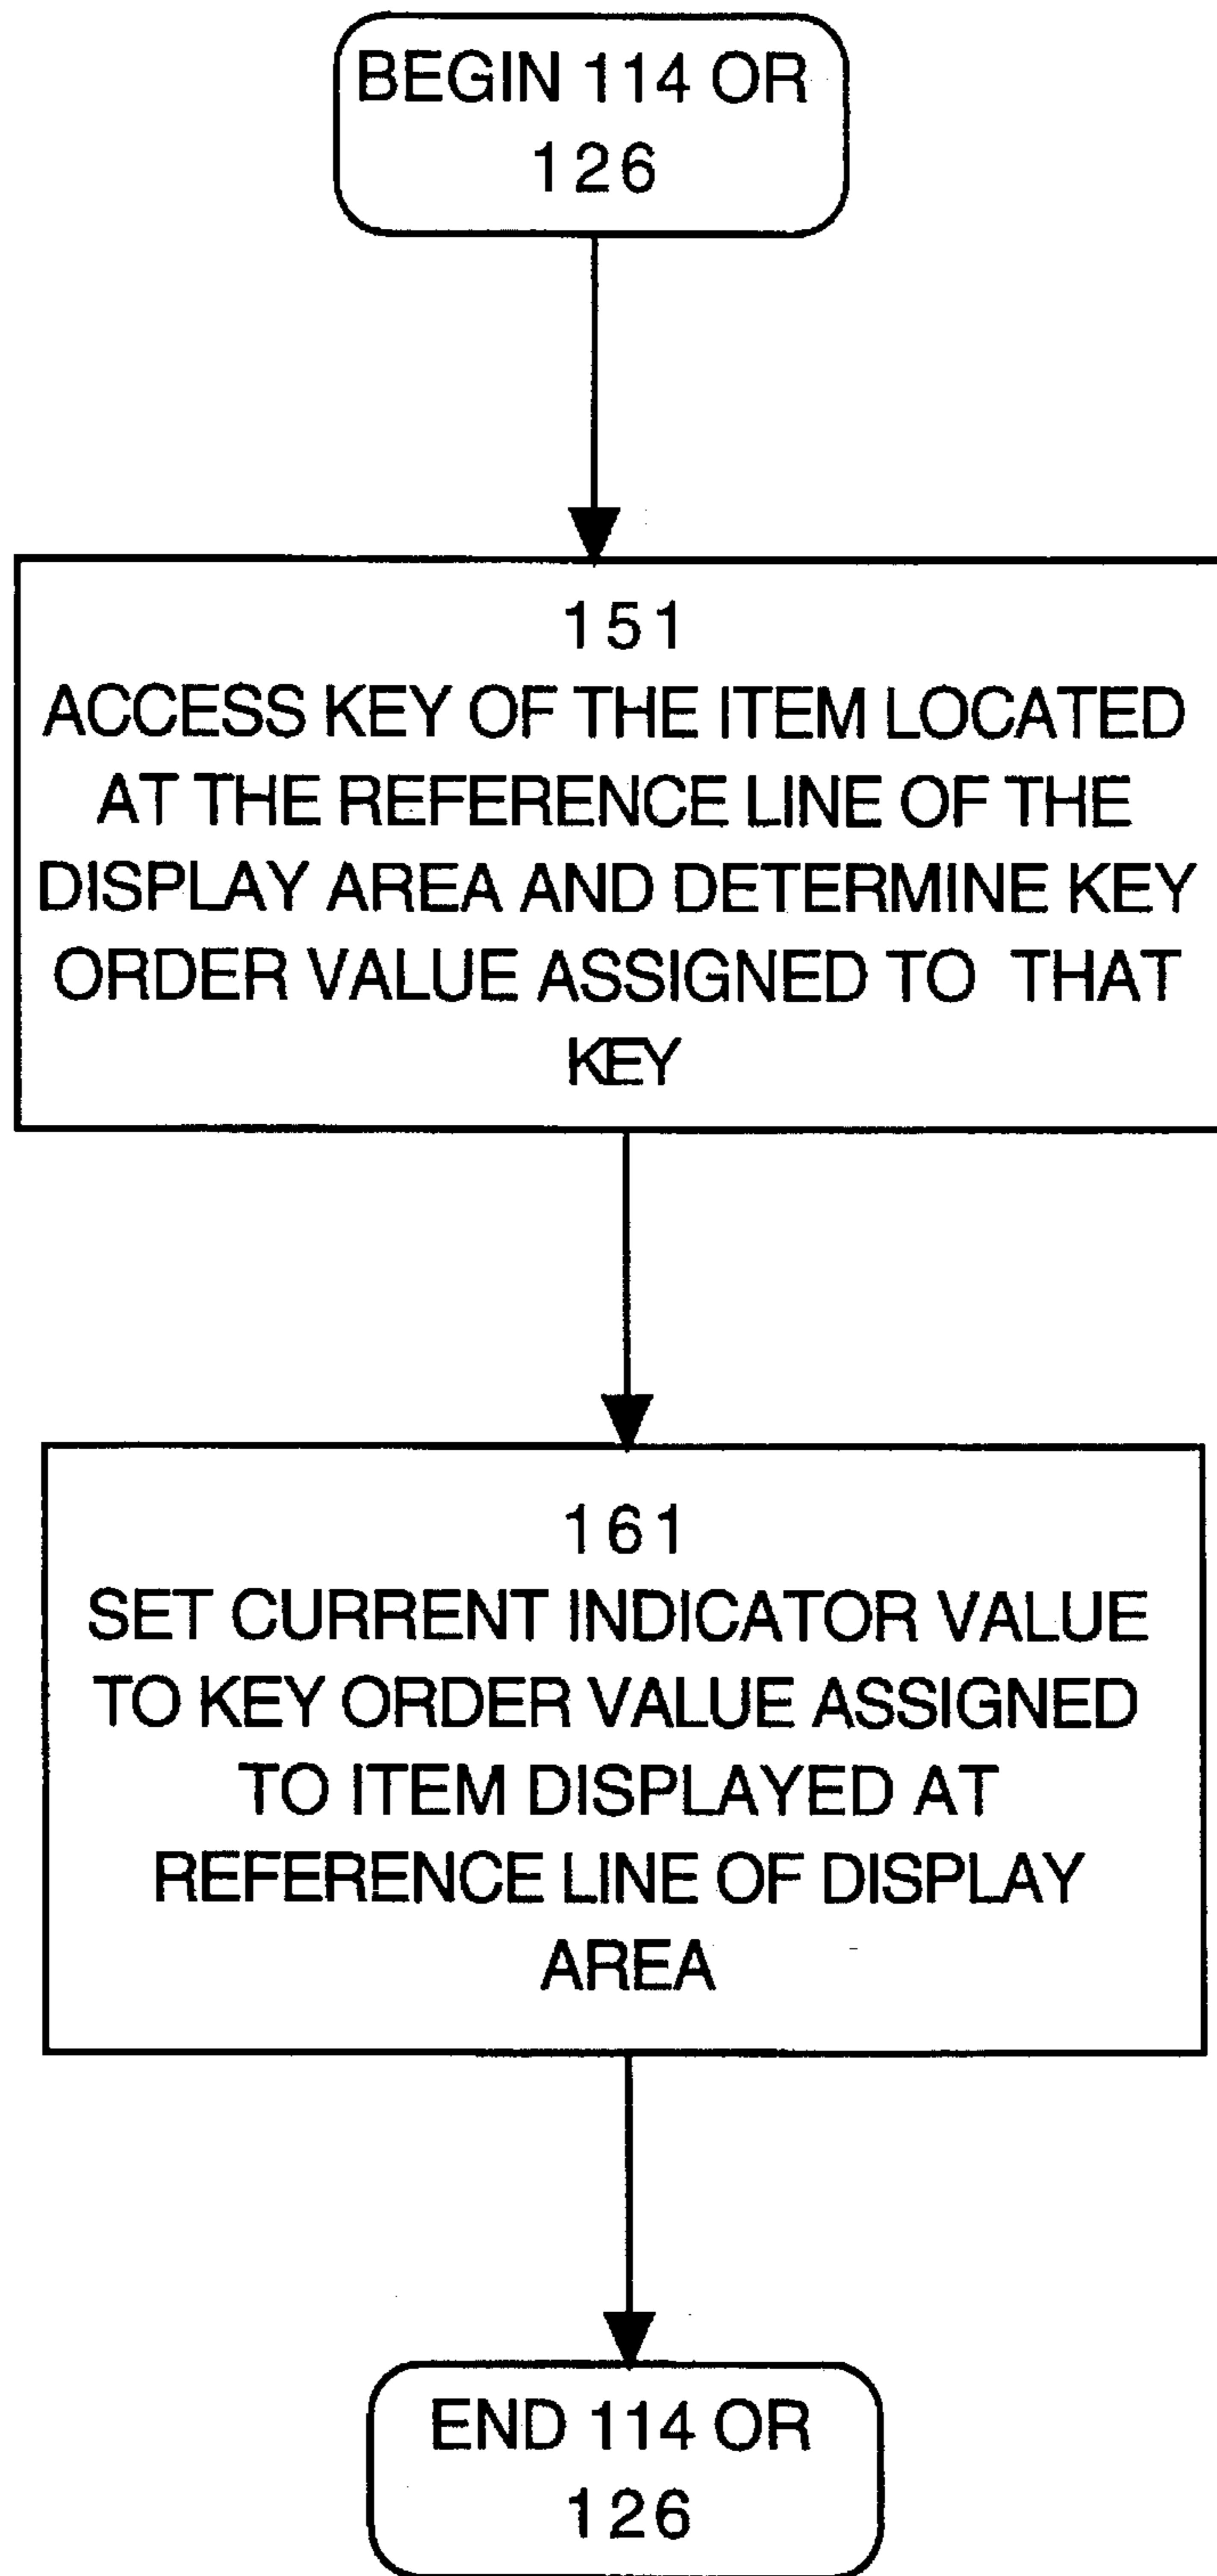 BEGIN 114 OR
126
151
ACCESS KEY OF THE ITEM LOCATED
AT THE REFERENCE LINE OF THE
DISPLAY AREA AND DETERMINE KEY
ORDER VALUE ASSIGNED TO THAT
KEY
161
SET CURRENT INDICATOR VALUE
TO KEY ORDER VALUE ASSIGNED
TO ITEM DISPLAYED AT
REFERENCE LINE OF DISPLAY
AREA
END 114 OR
126